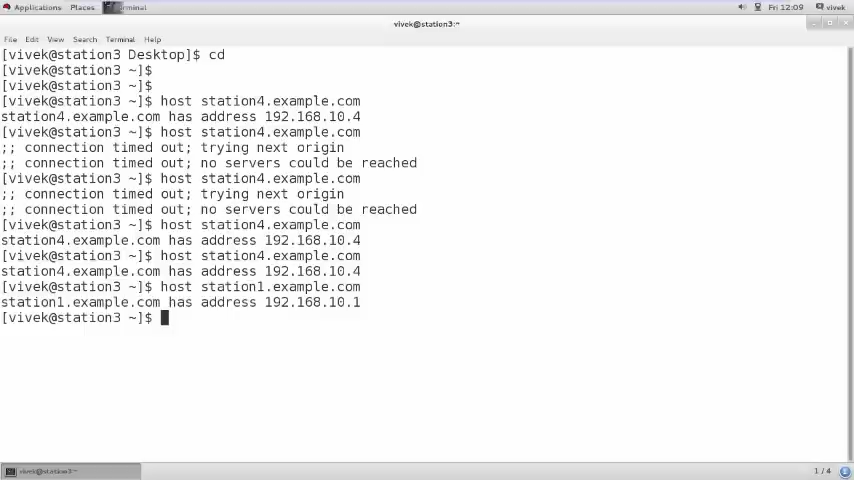 Applications Places Terminal Fri 12:09 vivek
vivek@station3:~
File Edit View Search Terminal Help
[vivek@station3 Desktop]$ cd
[vivek@station3 ~]$
[vivek@station3 ~]$
[vivek@station3 ~]$ host station4.example.com
station4.example.com has address 192.168.10.4
[vivek@station3 ~]$ host station4.example.com
;; connection timed out; trying next origin
;; connection timed out; no servers could be reached
[vivek@station3 ~]$ host station4.example.com
;; connection timed out; trying next origin
;; connection timed out; no servers could be reached
[vivek@station3 ~]$ host station4.example.com
station4.example.com has address 192.168.10.4
[vivek@station3 ~]$ host station4.example.com
station4.example.com has address 192.168.10.4
[vivek@station3 ~]$ host station1.example.com
station1.example.com has address 192.168.10.1
[vivek@station3 ~]$
vivek@station3:~ 1 / 4